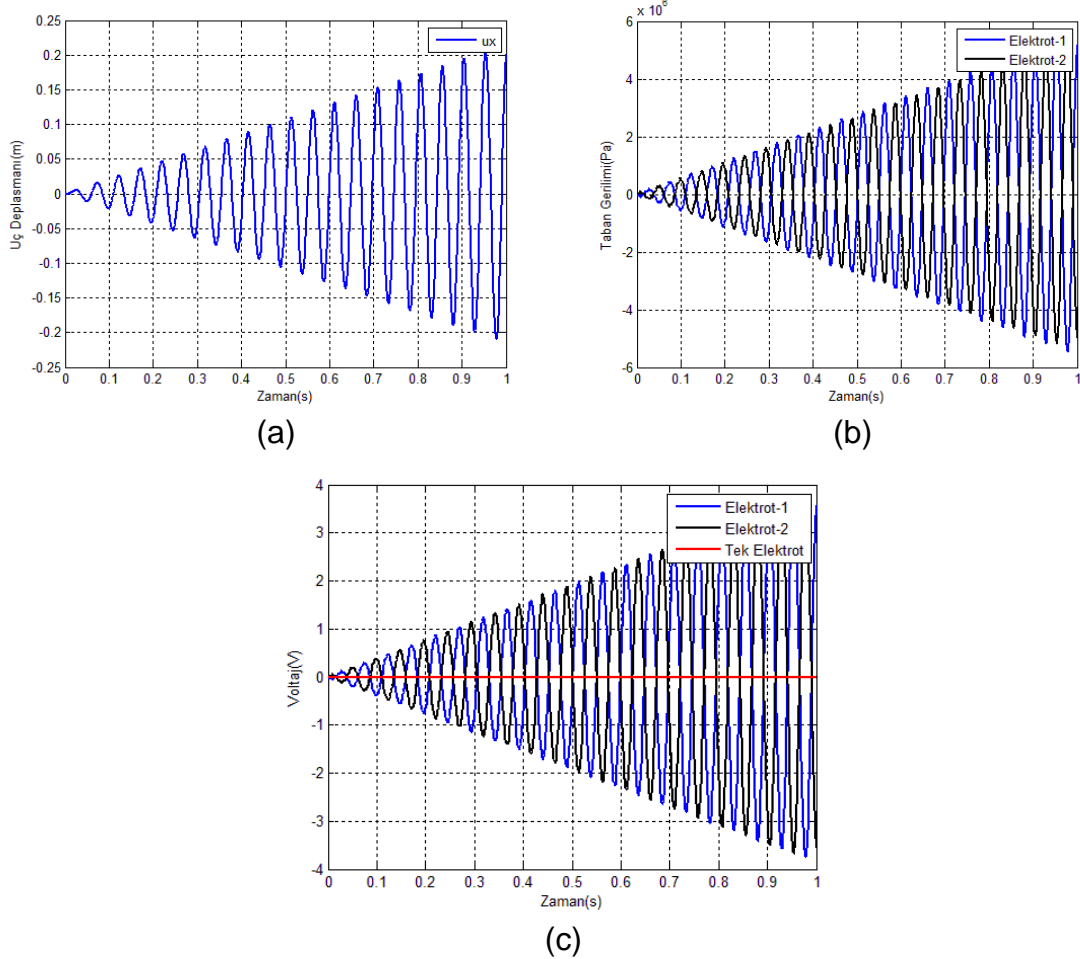 0.25
0.2
0.15
0.1
0.05
0
-0.05
-0.1
-0.15
-0.2
-0.25
Uç Deplasmanı(m)
ux
0 0.1 0.2 0.3 0.4 0.5 0.6 0.7 0.8 0.9 1
Zaman(s)
(a)
6
4
2
0
-2
-4
-6
Taban Gerilimi(Pa)
Elektrot-1
Elektrot-2
0 0.1 0.2 0.3 0.4 0.5 0.6 0.7 0.8 0.9 1
Zaman(s)
(b)
4
3
2
1
0
-1
-2
-3
-4
Voltaj(V)
Elektrot-1
Elektrot-2
Tek Elektrot
0 0.1 0.2 0.3 0.4 0.5 0.6 0.7 0.8 0.9 1
Zaman(s)
(c)